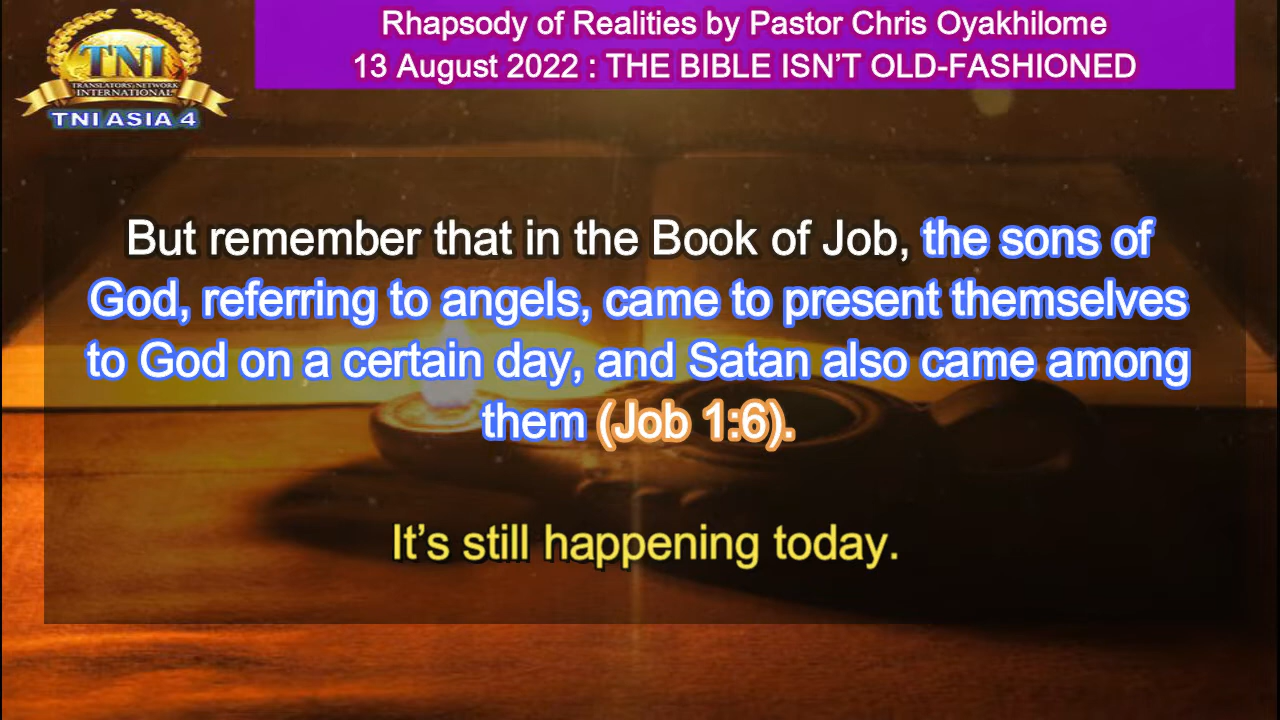 Rhapsody of Realities by Pastor Chris Oyakhilome
13 August 2022 : THE BIBLE ISN’T OLD-FASHIONED
TNI
TRANSLATORS' NETWORK
INTERNATIONAL
TNI ASIA 4
But remember that in the Book of Job, the sons of
God, referring to angels, came to present themselves
to God on a certain day, and Satan also came among
them (Job 1:6).
It’s still happening today.